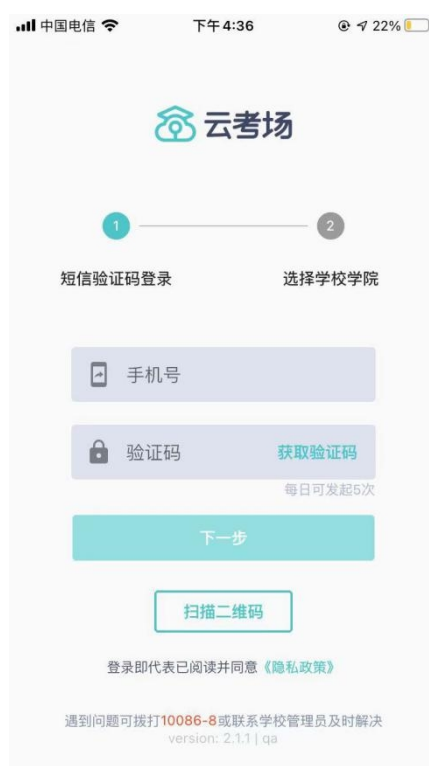 中国电信 下午4:36 22%
云考场
1 2
短信验证码登录 选择学校学院
手机号
验证码 获取验证码
每日可发起5次
下一步
扫描二维码
登录即代表已阅读并同意《隐私政策》
遇到问题可拨打10086-8或联系学校管理员及时解决
version: 2.1.1 | qa